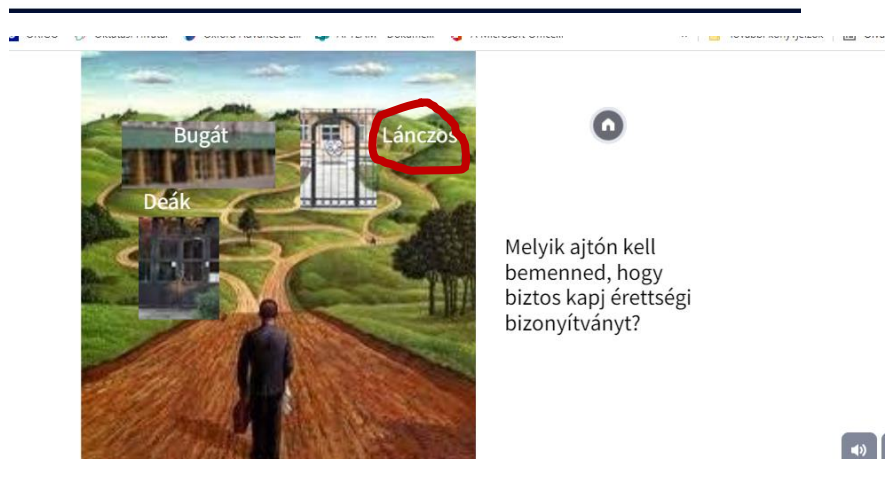 Bugát
Lánczos
Deák
Melyik ajtón kell
bemenned, hogy
biztos kapj érettségi
bizonyítványt?